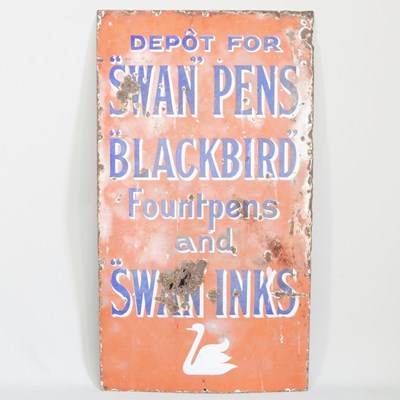 DEPÔT FOR
"SWAN" PENS
"BLACKBIRD"
Fountpens
and
"SWAN" INKS